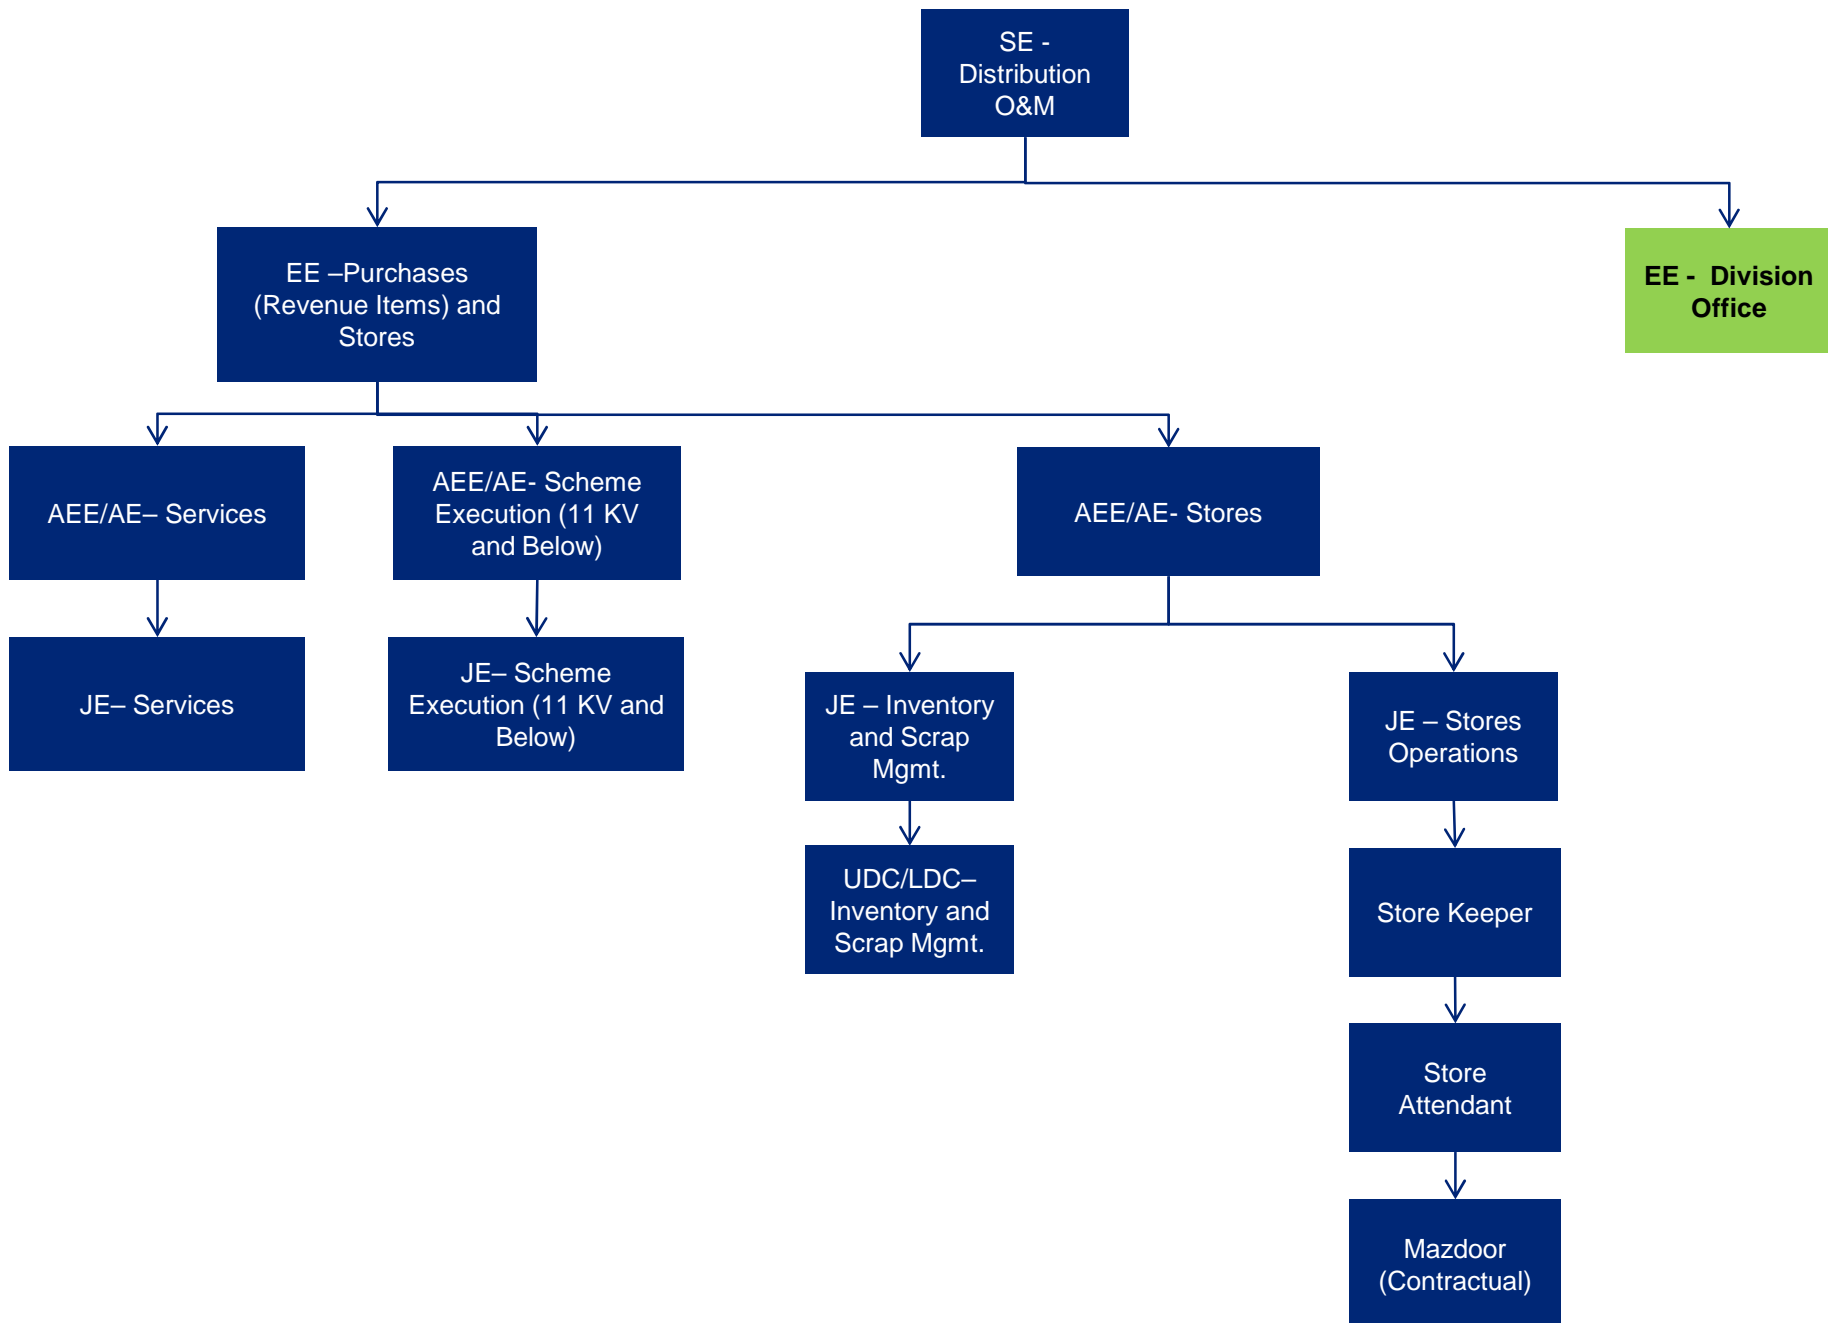 SE -
Distribution
O&M
EE –Purchases
(Revenue Items) and
Stores
EE - Division
Office
AEE/AE– Services
AEE/AE- Scheme
Execution (11 KV
and Below)
AEE/AE- Stores
JE– Services
JE– Scheme
Execution (11 KV and
Below)
JE – Inventory
and Scrap
Mgmt.
JE – Stores
Operations
UDC/LDC–
Inventory and
Scrap Mgmt.
Store Keeper
Store
Attendant
Mazdoor
(Contractual)